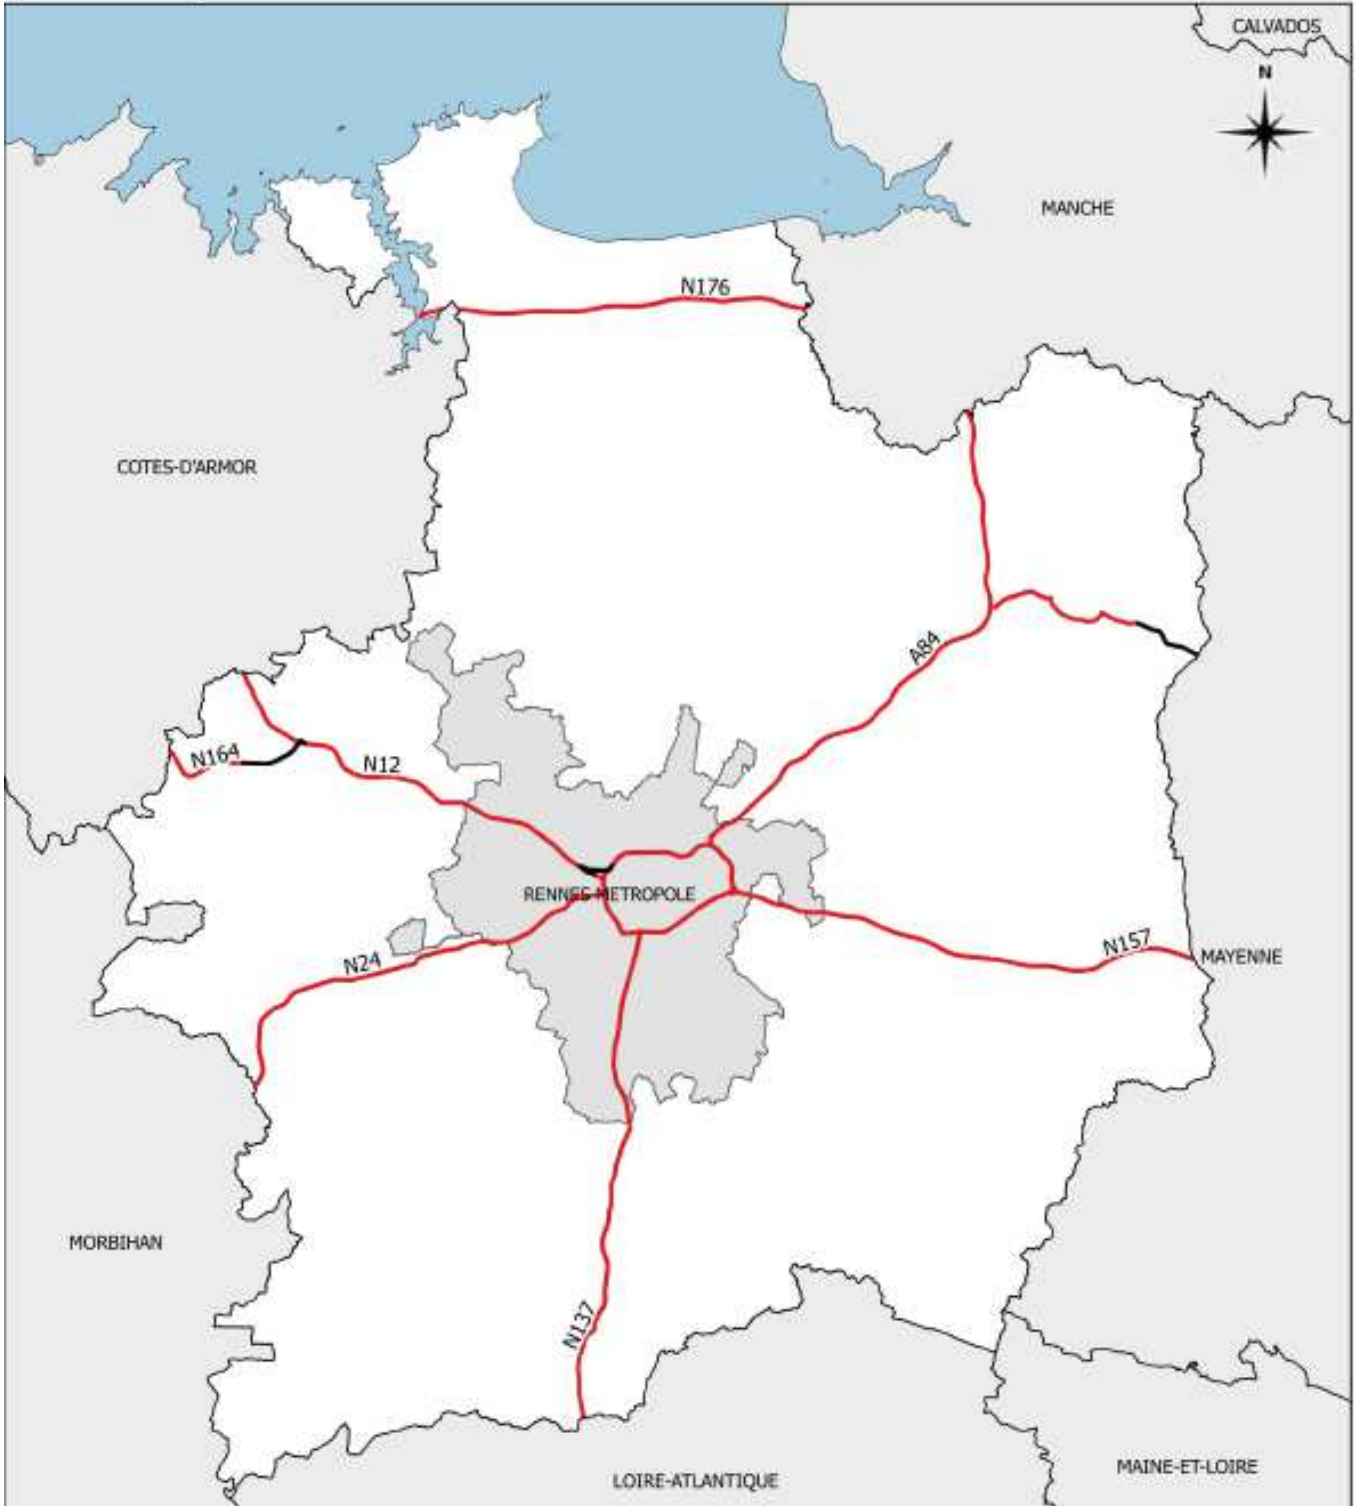 CALVADOS
N
MANCHE
N176
COTES-D'ARMOR
A84
N164
N12
RENNES METROPOLE
N24
N157
MAYENNE
MORBIHAN
N137
MAINE-ET-LOIRE
LOIRE-ATLANTIQUE